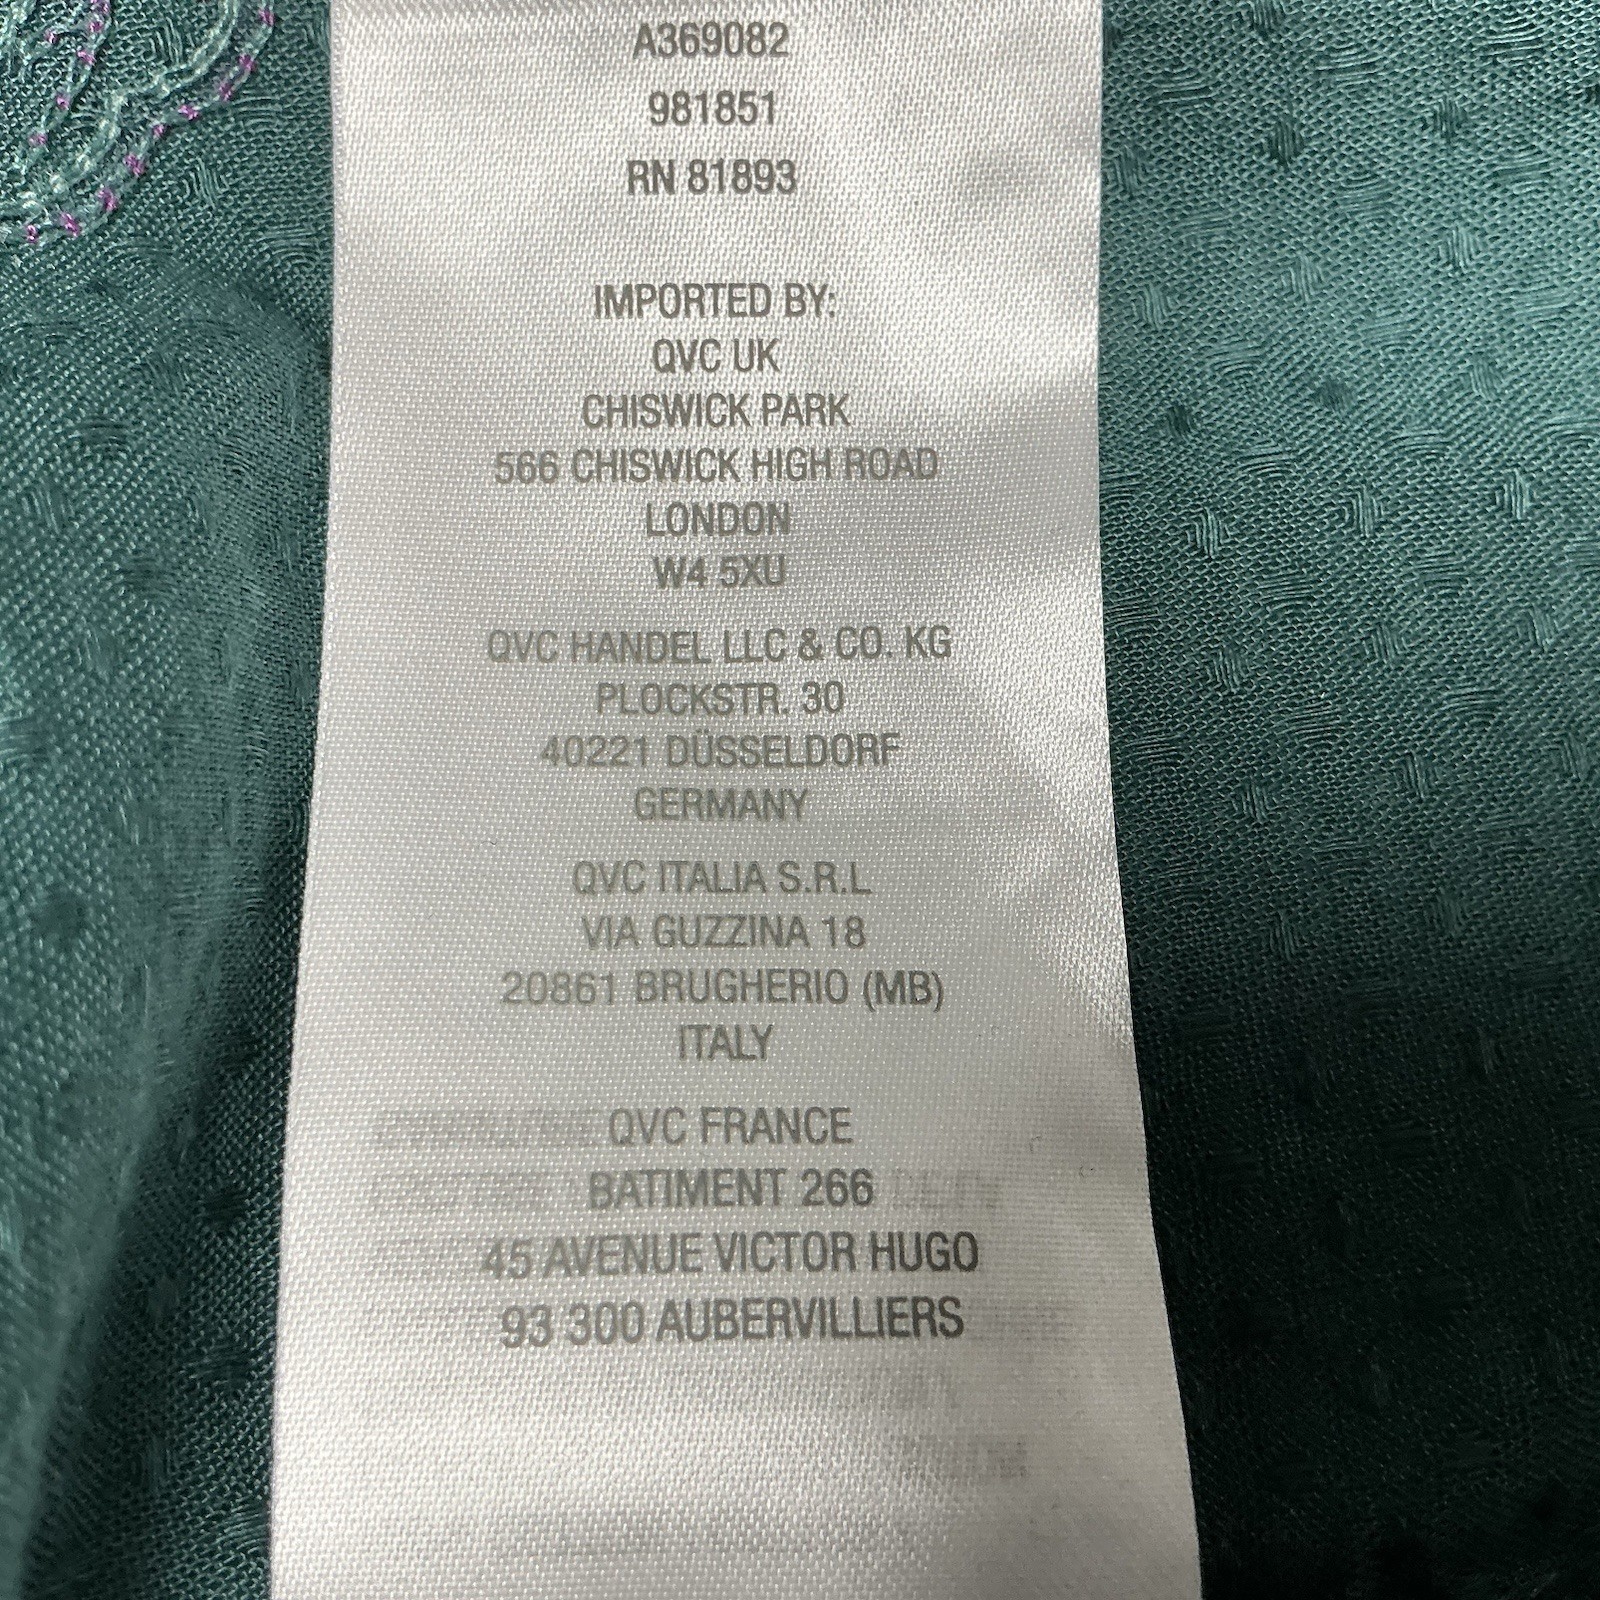 A369082
981851
RN 81893
IMPORTED BY:
QVC UK
CHISWICK PARK
566 CHISWICK HIGH ROAD
LONDON
W4 5XU
QVC HANDEL LLC & CO. KG
PLOCKSTR. 30
40221 DÜSSELDORF
GERMANY
QVC ITALIA S.R.L
VIA GUZZINA 18
20861 BRUGHERIO (MB)
ITALY
QVC FRANCE
BATIMENT 266
45 AVENUE VICTOR HUGO
93 300 AUBERVILLIERS